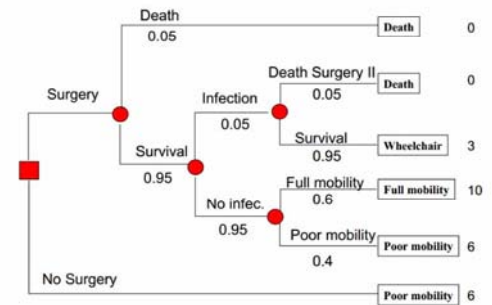 Death
0.05
Death 0
Death Surgery II
0.05
Death 0
Surgery
Infection
0.05
Survival
0.95
Survival
0.95
Wheelchair 3
Full mobility
0.6
Full mobility 10
No infec.
0.95
Poor mobility
0.4
Poor mobility 6
No Surgery
Poor mobility 6